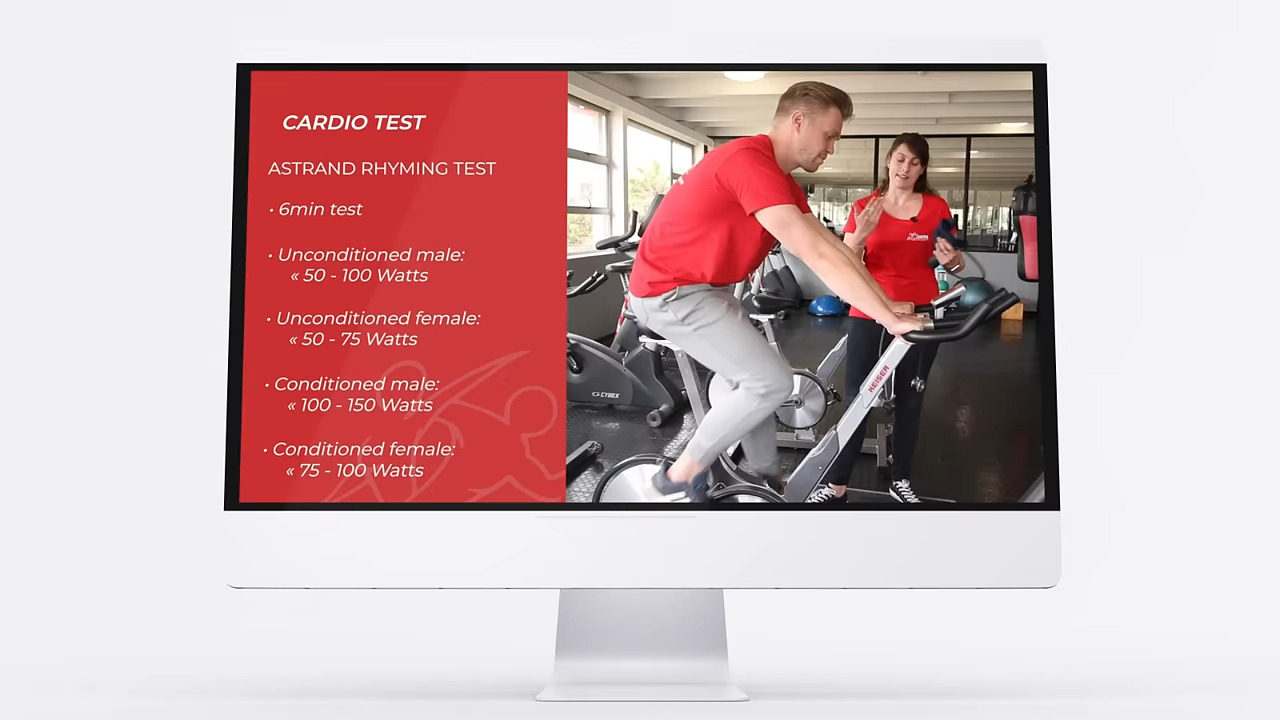 CARDIO TEST
ASTRAND RHYMING TEST
• 6min test
• Unconditioned male:
« 50 - 100 Watts
• Unconditioned female:
« 50 - 75 Watts
• Conditioned male:
« 100 - 150 Watts
• Conditioned female:
« 75 - 100 Watts
KEISER
CYBEX